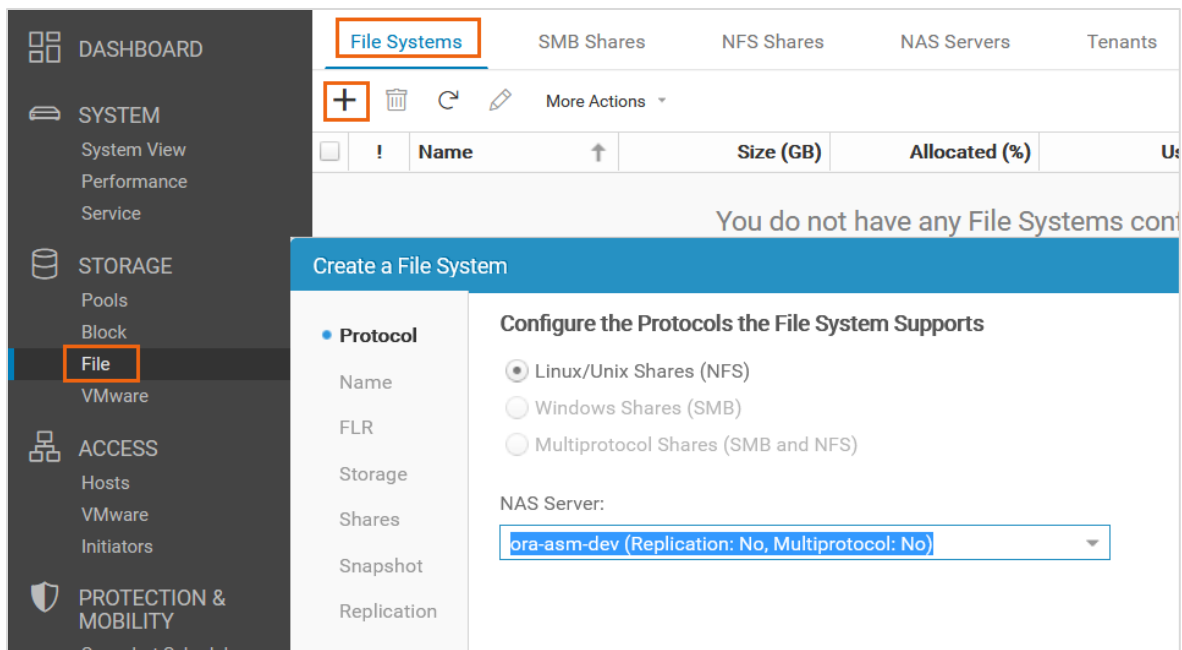 DASHBOARD
SYSTEM
System View
Performance
Service
STORAGE
Pools
Block
File
VMware
ACCESS
Hosts
VMware
Initiators
PROTECTION &
MOBILITY
File Systems SMB Shares NFS Shares NAS Servers Tenants
More Actions
! Name Size (GB) Allocated (%)
You do not have any File Systems
Create a File System
Protocol
Name
FLR
Storage
Shares
Snapshot
Replication
Configure the Protocols the File System Supports
Linux/Unix Shares (NFS)
Windows Shares (SMB)
Multiprotocol Shares (SMB and NFS)
NAS Server:
ora-asm-dev (Replication: No, Multiprotocol: No)